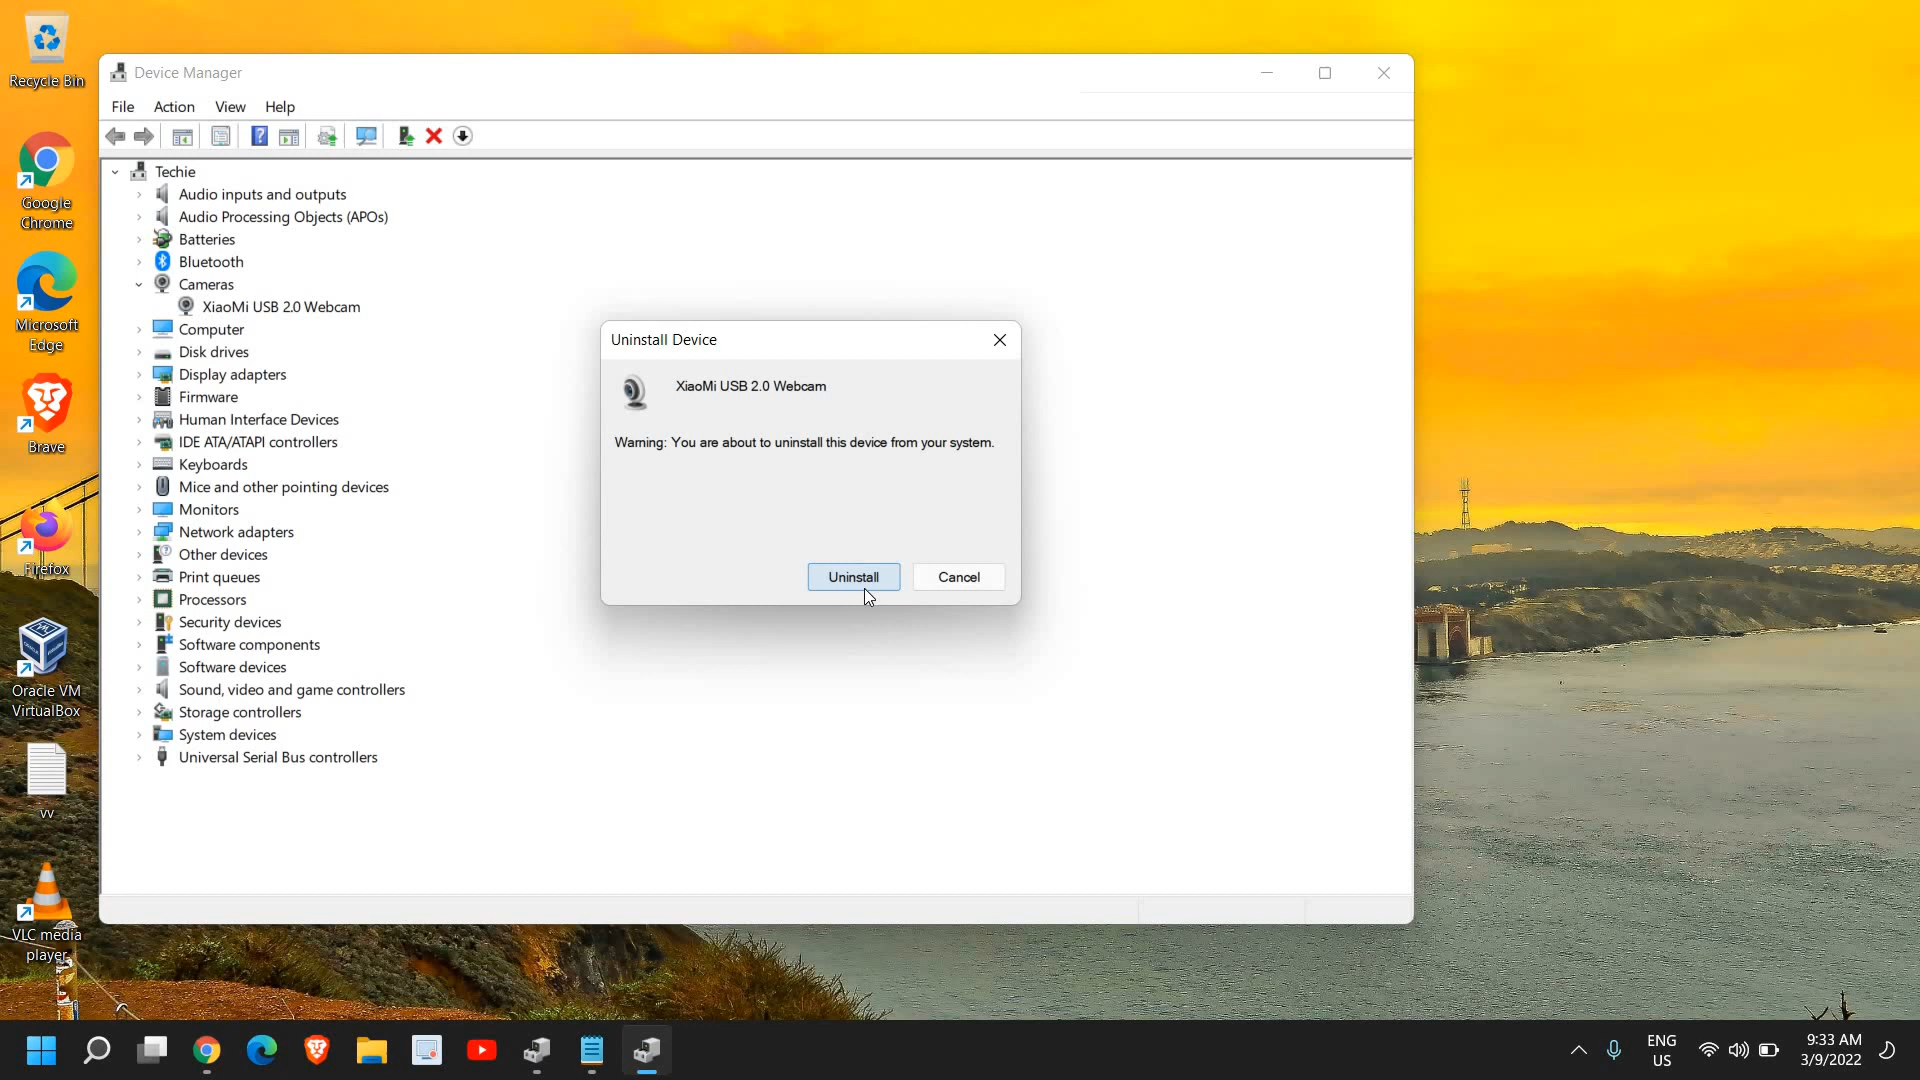 Recycle Bin
Google
Chrome
Microsoft
Edge
Brave
Firefox
Oracle VM
VirtualBox
vv
VLC media
player
Device Manager
File Action View Help
Techie
Audio inputs and outputs
Audio Processing Objects (APOs)
Batteries
Bluetooth
Cameras
XiaoMi USB 2.0 Webcam
Computer
Disk drives
Display adapters
Firmware
Human Interface Devices
IDE ATA/ATAPI controllers
Keyboards
Mice and other pointing devices
Monitors
Network adapters
Other devices
Print queues
Processors
Security devices
Software components
Software devices
Sound, video and game controllers
Storage controllers
System devices
Universal Serial Bus controllers
Uninstall Device
XiaoMi USB 2.0 Webcam
Warning: You are about to uninstall this device from your system.
Uninstall Cancel
ENG
US
9:33 AM
3/9/2022